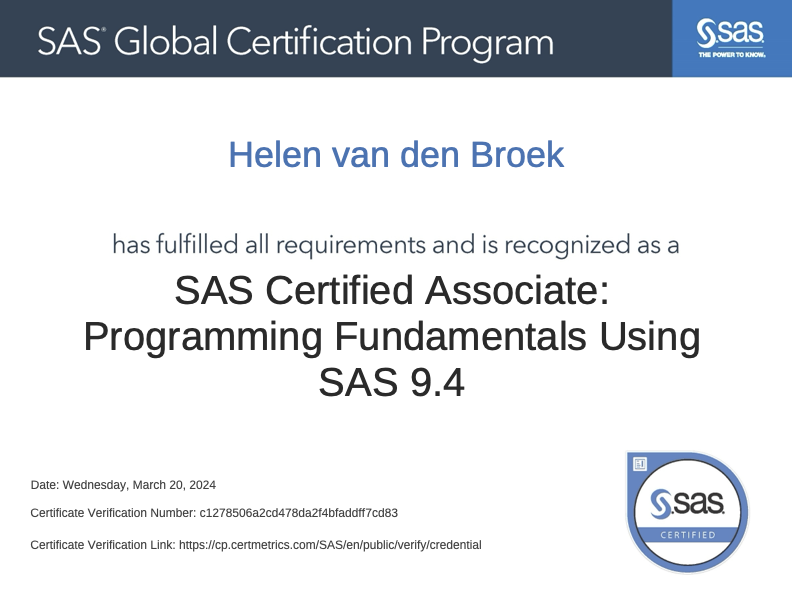 SAS® Global Certification Program
sas
THE POWER TO KNOW.
Helen van den Broek
has fulfilled all requirements and is recognized as a
SAS Certified Associate:
Programming Fundamentals Using
SAS 9.4
Date: Wednesday, March 20, 2024
Certificate Verification Number: c1278506a2cd478da2f4bfaddff7cd83
Certificate Verification Link: https://cp.certmetrics.com/SAS/en/public/verify/credential
sas
CERTIFIED